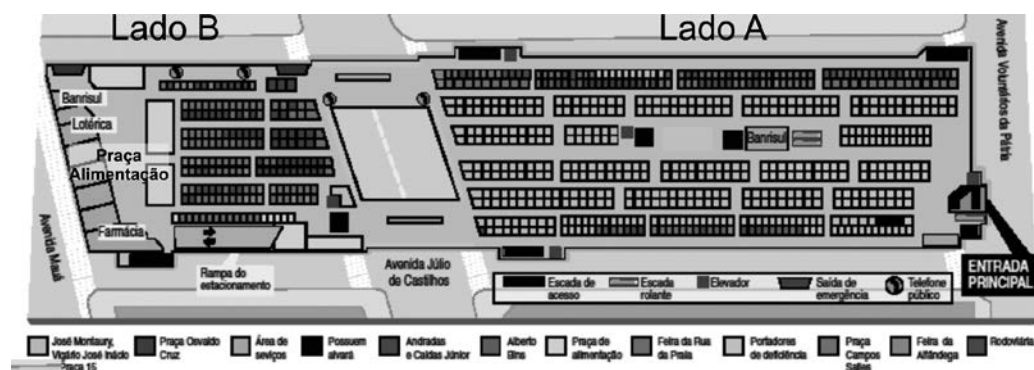 Lado B
Lado A
Avenida Voluntários da Pátria
Banrisul
Lotérica
Praça
Alimentação
Farmácia
Banrisul
Avenida Mauá
Rampa do
estacionamento
Avenida Júlio
de Castilhos
ENTRADA
PRINCIPAL
Escada de
acesso
Escada
rolante
Elevador
Saída de
emergência
Telefone
público
José Montaury,
Vigário José Inácio
Praça 15
Praça Osvaldo
Cruz
Área de
seviços
Possuem
alvará
Andradas
e Caldas Júnior
Alberto
Bins
Praça de
alimentação
Feira da Rua
da Praia
Portadores
de deficiência
Praça
Campos
Salles
Feira da
Alfândega
Rodoviária